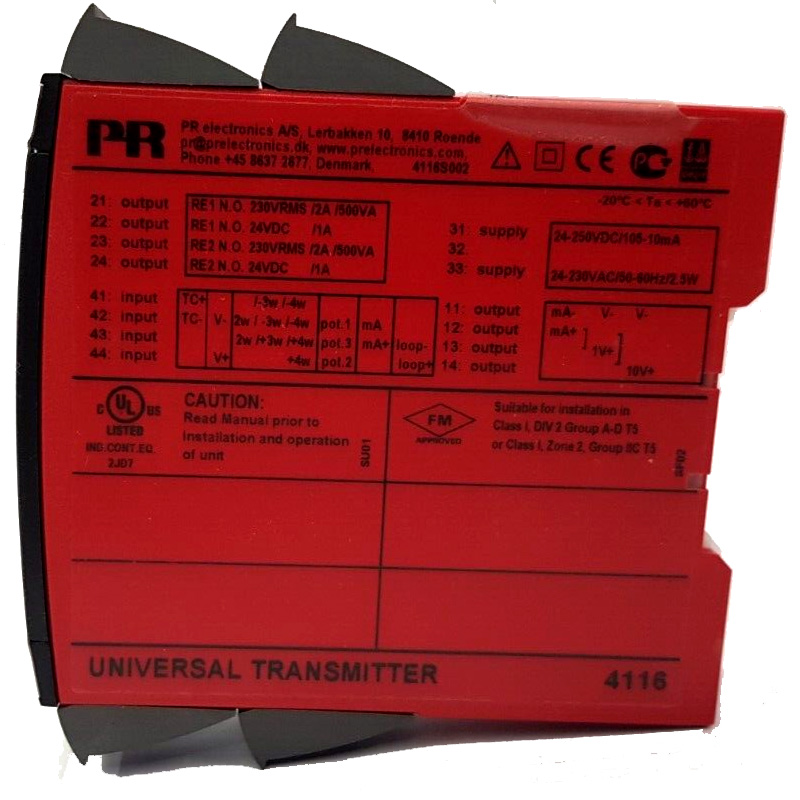 PR
PR electronics A/S, Lerbakken 10, 8410 Roende
pr@prelectronics.dk, www.prelectronics.com,
Phone +45 8637 2877, Denmark, 4116S002
CE
-20°C < Ta < +60°C
21: output
22: output
23: output
24: output
RE1 N.O. 230VRMS /2A /500VA
RE1 N.O. 24VDC /1A
RE2 N.O. 230VRMS /2A /500VA
RE2 N.O. 24VDC /1A
31: supply
32.
33: supply
24-250VDC/105-10mA
24-230VAC/50-60Hz/2.5W
41: input
42: input
43: input
44: input
TC+ /-3w /-4w
TC- V- 2w / -3w /-4w pol.1 mA
2w /+3w /+4w pol.3 mA+ loop-
V+ +4w pol.2 loop+
11: output
12: output
13: output
14: output
mA- V- V-
mA+
1V+
10V+
C UL US
LISTED
IND.CONT.EQ.
2JD7
CAUTION:
Read Manual prior to
installation and operation
of unit
SU01
FM
APPROVED
Suitable for installation in
Class I, DIV 2 Group A-D T5
or Class I, Zone 2, Group IIC T5
SF02
UNIVERSAL TRANSMITTER
4116